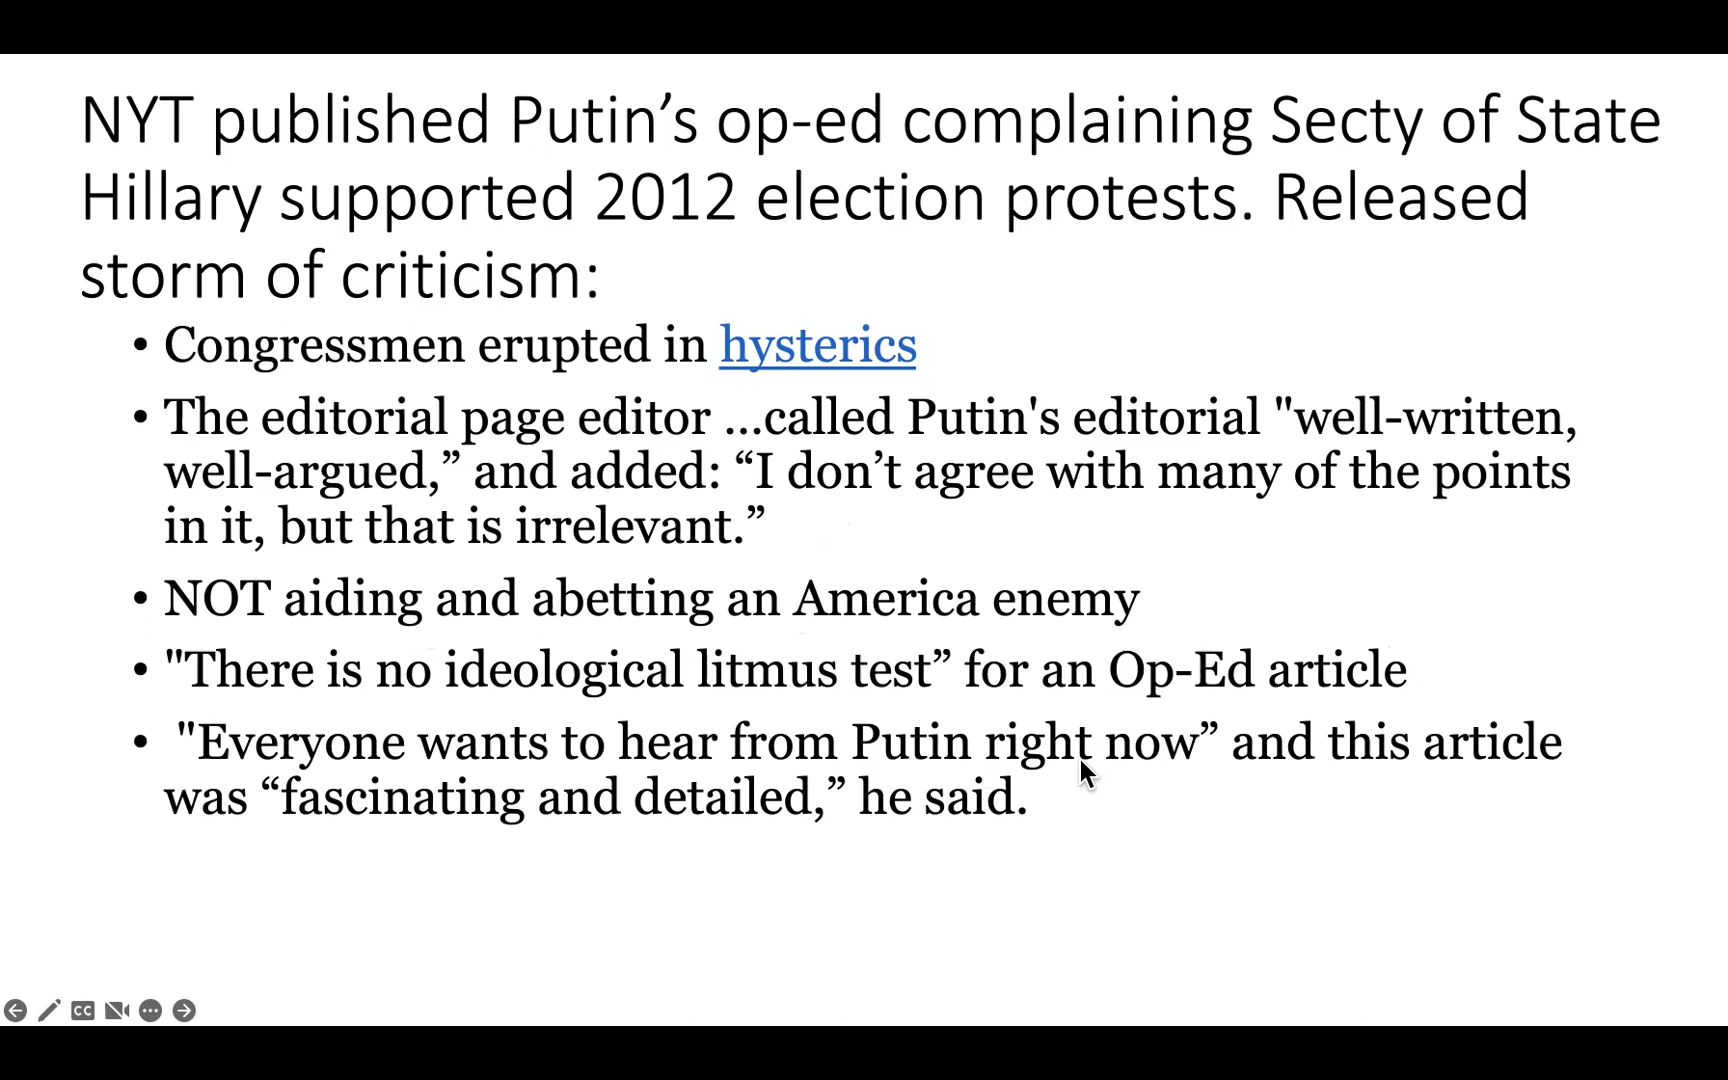 NYT published Putin’s op-ed complaining Secty of State
Hillary supported 2012 election protests. Released
storm of criticism:
• Congressmen erupted in hysterics
• The editorial page editor ...called Putin's editorial "well-written,
well-argued,” and added: “I don’t agree with many of the points
in it, but that is irrelevant.”
• NOT aiding and abetting an America enemy
• "There is no ideological litmus test” for an Op-Ed article
• "Everyone wants to hear from Putin right now” and this article
was “fascinating and detailed,” he said.
CC